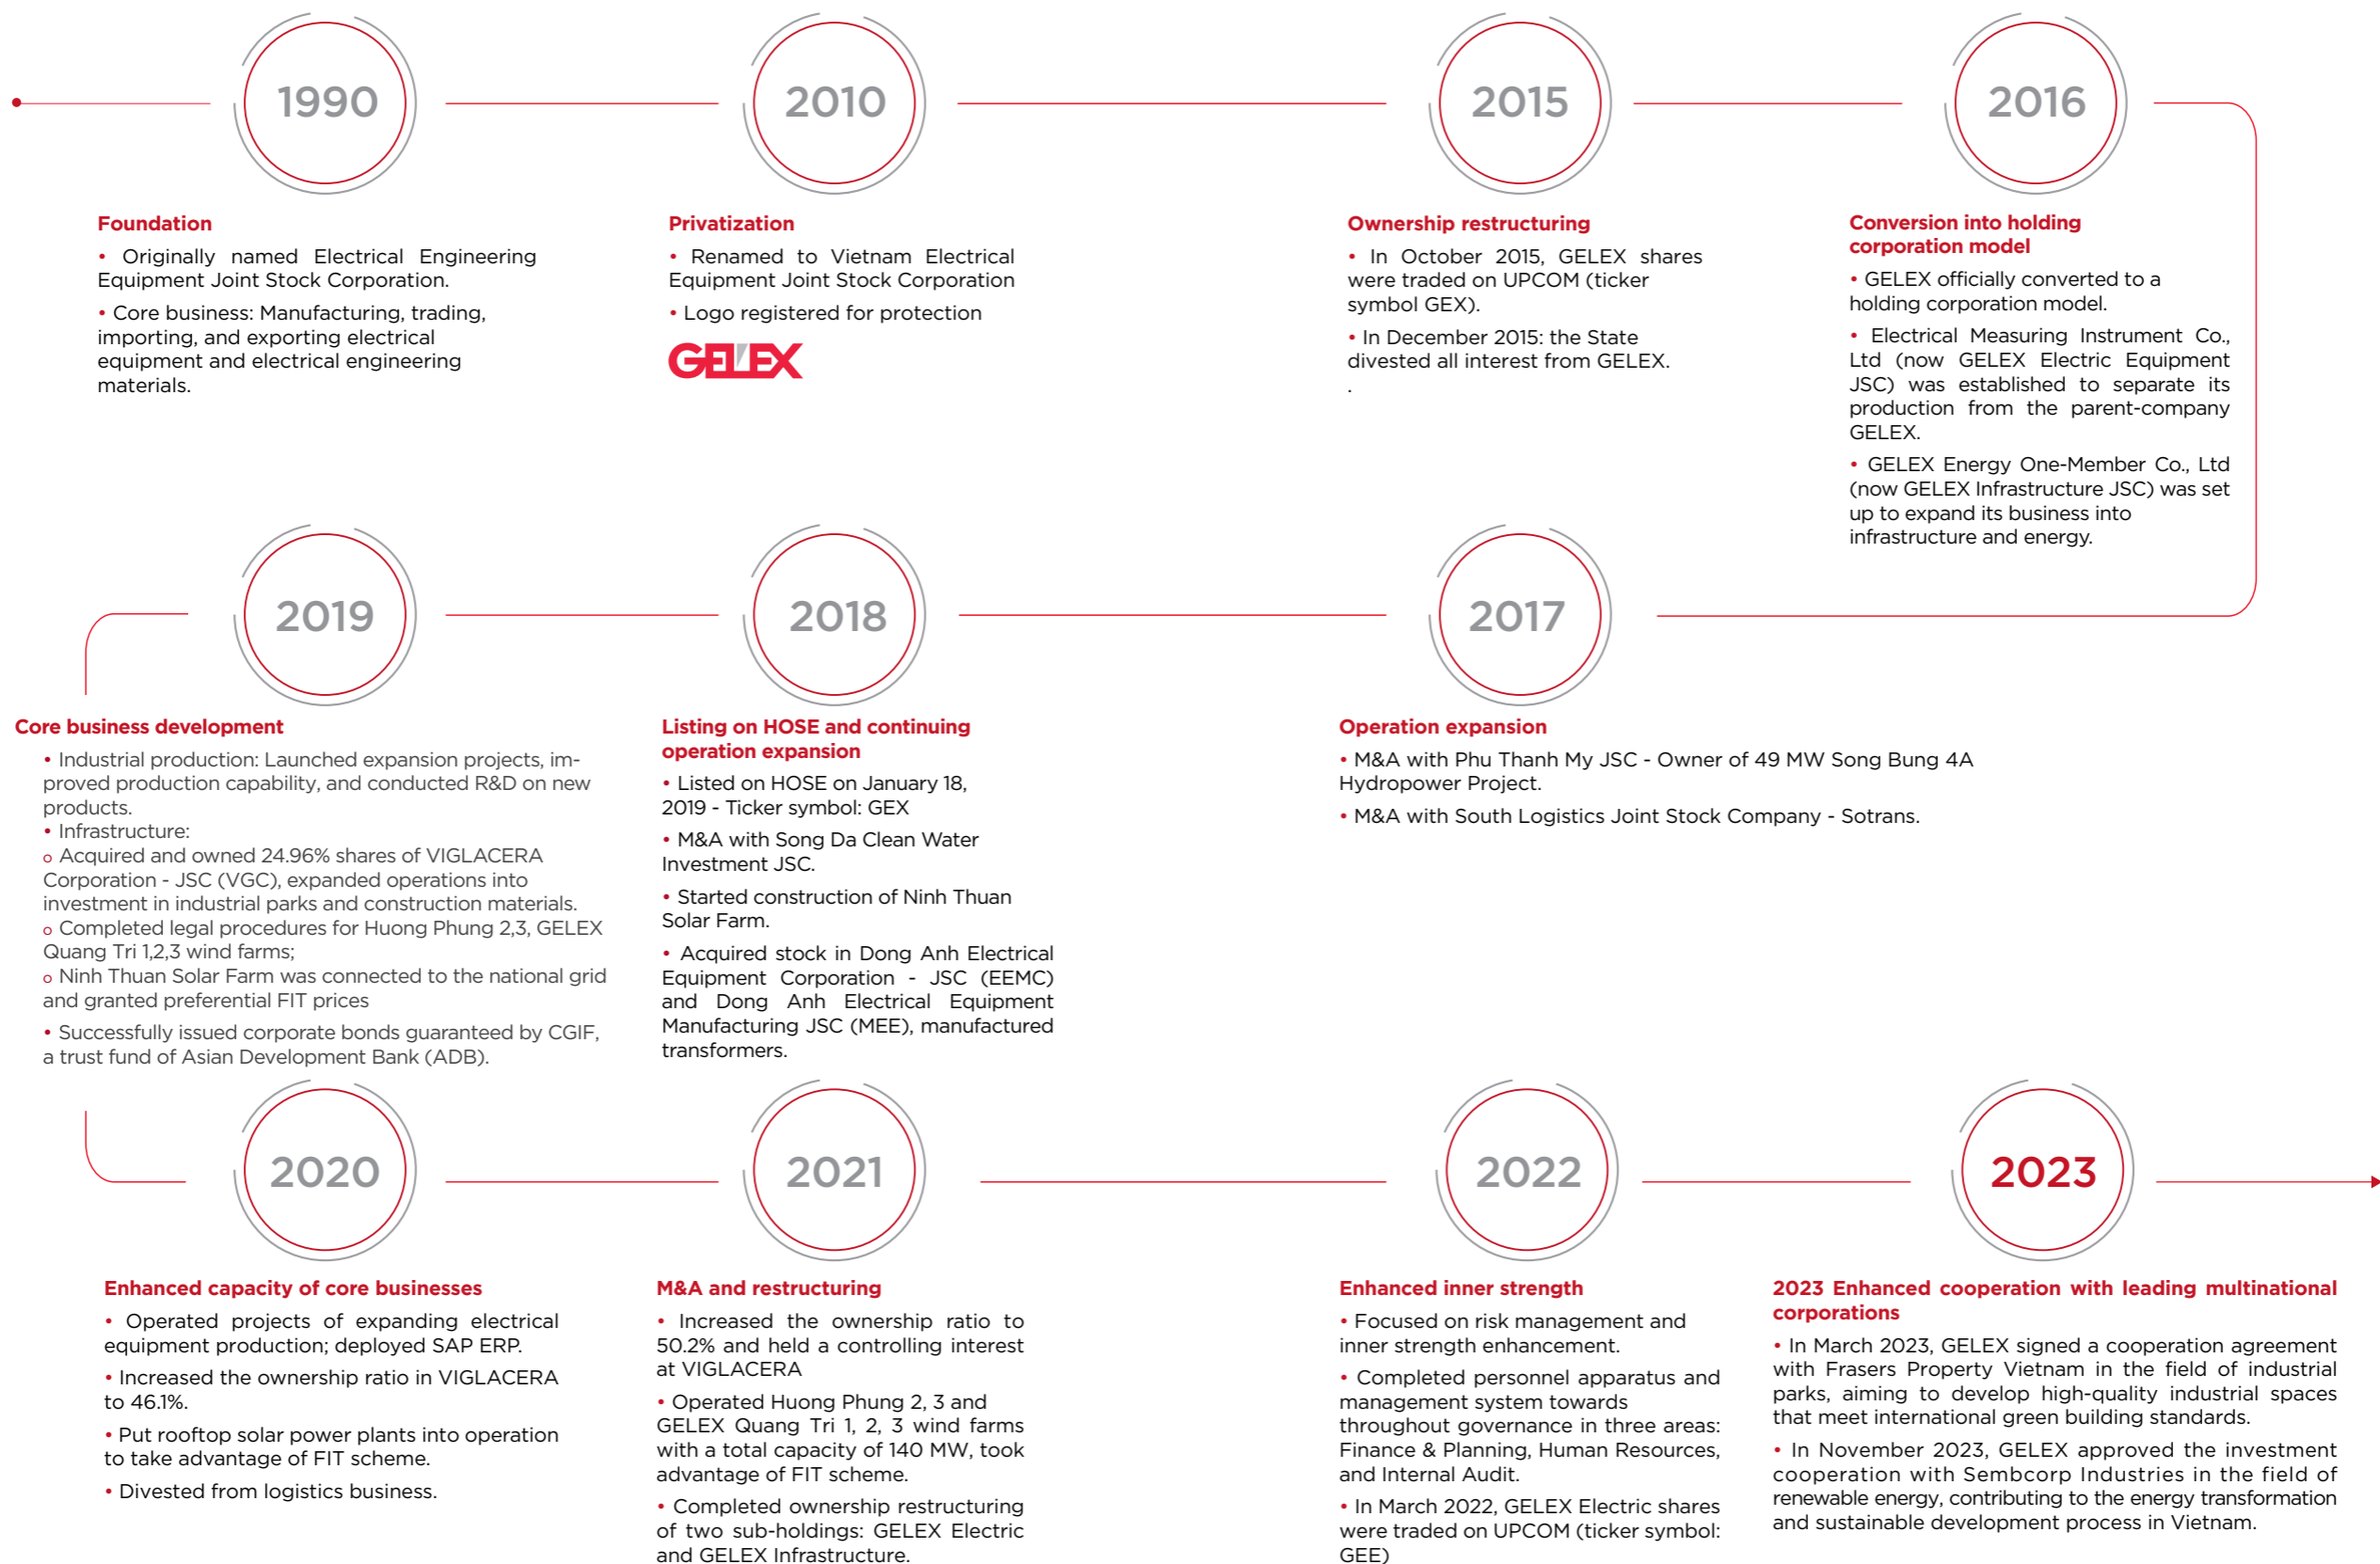 1990
Foundation
• Originally named Electrical Engineering
Equipment Joint Stock Corporation.
• Core business: Manufacturing, trading,
importing, and exporting electrical
equipment and electrical engineering
materials.
2010
Privatization
• Renamed to Vietnam Electrical
Equipment Joint Stock Corporation
• Logo registered for protection
GELEX
2015
Ownership restructuring
• In October 2015, GELEX shares
were traded on UPCOM (ticker
symbol GEX).
• In December 2015: the State
divested all interest from GELEX.
.
2016
Conversion into holding
corporation model
• GELEX officially converted to a
holding corporation model.
• Electrical Measuring Instrument Co.,
Ltd (now GELEX Electric Equipment
JSC) was established to separate its
production from the parent-company
GELEX.
• GELEX Energy One-Member Co., Ltd
(now GELEX Infrastructure JSC) was set
up to expand its business into
infrastructure and energy.
2017
Operation expansion
• M&A with Phu Thanh My JSC - Owner of 49 MW Song Bung 4A
Hydropower Project.
• M&A with South Logistics Joint Stock Company - Sotrans.
2018
Listing on HOSE and continuing
operation expansion
• Listed on HOSE on January 18,
2019 - Ticker symbol: GEX
• M&A with Song Da Clean Water
Investment JSC.
• Started construction of Ninh Thuan
Solar Farm.
• Acquired stock in Dong Anh Electrical
Equipment Corporation - JSC (EEMC)
and Dong Anh Electrical Equipment
Manufacturing JSC (MEE), manufactured
transformers.
2019
Core business development
• Industrial production: Launched expansion projects, im-
proved production capability, and conducted R&D on new
products.
• Infrastructure:
o Acquired and owned 24.96% shares of VIGLACERA
Corporation - JSC (VGC), expanded operations into
investment in industrial parks and construction materials.
o Completed legal procedures for Huong Phung 2,3, GELEX
Quang Tri 1,2,3 wind farms;
o Ninh Thuan Solar Farm was connected to the national grid
and granted preferential FIT prices
• Successfully issued corporate bonds guaranteed by CGIF,
a trust fund of Asian Development Bank (ADB).
2020
Enhanced capacity of core businesses
• Operated projects of expanding electrical
equipment production; deployed SAP ERP.
• Increased the ownership ratio in VIGLACERA
to 46.1%.
• Put rooftop solar power plants into operation
to take advantage of FIT scheme.
• Divested from logistics business.
2021
M&A and restructuring
• Increased the ownership ratio to
50.2% and held a controlling interest
at VIGLACERA
• Operated Huong Phung 2, 3 and
GELEX Quang Tri 1, 2, 3 wind farms
with a total capacity of 140 MW, took
advantage of FIT scheme.
• Completed ownership restructuring
of two sub-holdings: GELEX Electric
and GELEX Infrastructure.
2022
Enhanced inner strength
• Focused on risk management and
inner strength enhancement.
• Completed personnel apparatus and
management system towards
throughout governance in three areas:
Finance & Planning, Human Resources,
and Internal Audit.
• In March 2022, GELEX Electric shares
were traded on UPCOM (ticker symbol:
GEE)
2023
2023 Enhanced cooperation with leading multinational
corporations
• In March 2023, GELEX signed a cooperation agreement
with Frasers Property Vietnam in the field of industrial
parks, aiming to develop high-quality industrial spaces
that meet international green building standards.
• In November 2023, GELEX approved the investment
cooperation with Sembcorp Industries in the field of
renewable energy, contributing to the energy transformation
and sustainable development process in Vietnam.